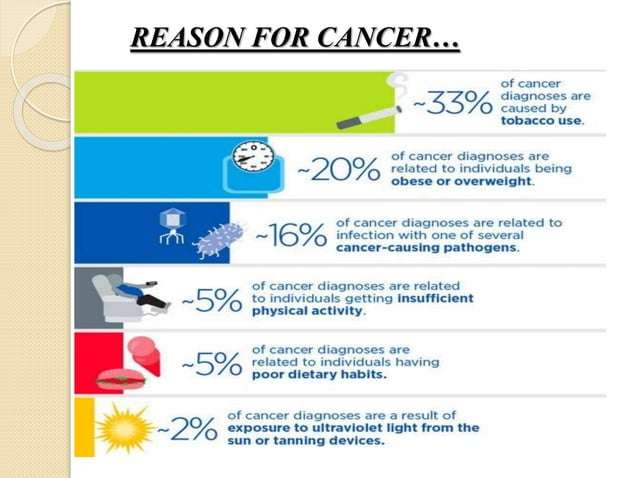 REASON FOR CANCER…
~33%
of cancer
diagnoses are
caused by
tobacco use.
~20%
of cancer diagnoses are
related to individuals being
obese or overweight.
~16%
of cancer diagnoses are related to
infection with one of several
cancer-causing pathogens.
~5%
of cancer diagnoses are related
to individuals getting insufficient
physical activity.
~5%
of cancer diagnoses are
related to individuals having
poor dietary habits.
~2%
of cancer diagnoses are a result of
exposure to ultraviolet light from the
sun or tanning devices.